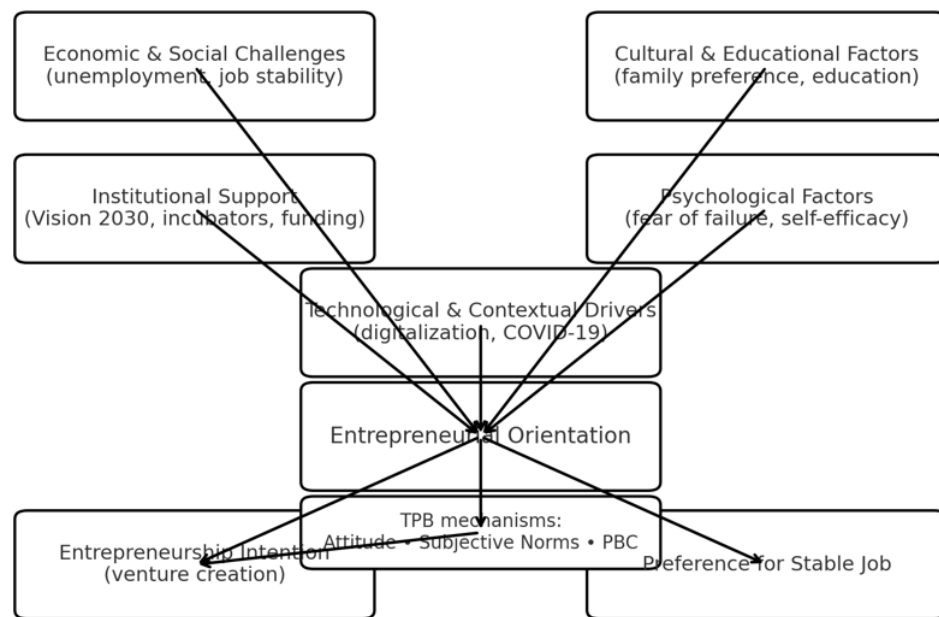 Economic & Social Challenges
(unemployment, job stability)
Cultural & Educational Factors
(family preference, education)
Institutional Support
(Vision 2030, incubators, funding)
Psychological Factors
(fear of failure, self-efficacy)
Technological & Contextual Drivers
(digitalization, COVID-19)
Entrepreneurial Orientation
TPB mechanisms:
Attitude • Subjective Norms • PBC
Entrepreneurship Intention
(venture creation)
Preference for Stable Job